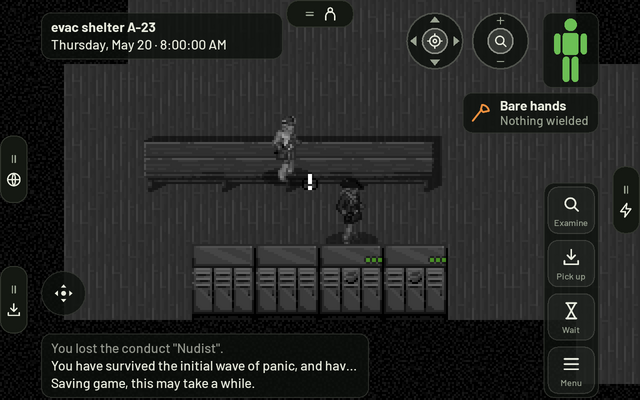 evac shelter A-23
Thursday, May 20 · 8:00:00 AM
Bare hands
Nothing wielded
Examine
Pick up
Wait
Menu
You lost the conduct "Nudist".
You have survived the initial wave of panic, and hav...
Saving game, this may take a while.